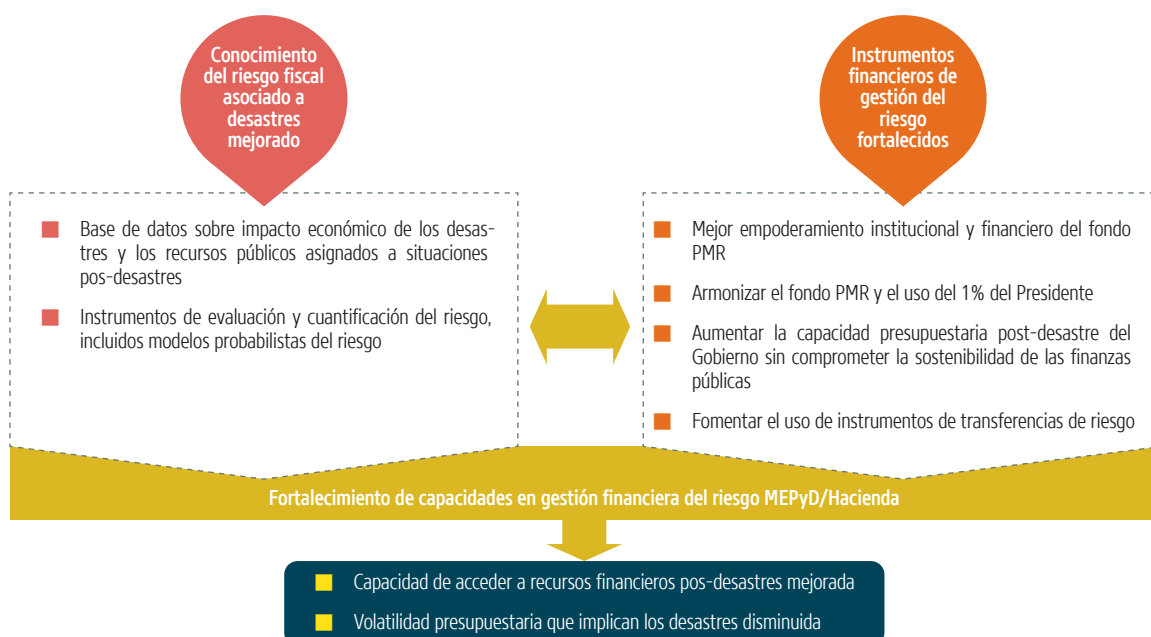 Conocimiento
del riesgo fiscal
asociado a
desastres
mejorado
Base de datos sobre impacto económico de los desas-
tres y los recursos públicos asignados a situaciones
pos-desastres
Instrumentos de evaluación y cuantificación del riesgo,
incluidos modelos probabilistas del riesgo
Instrumentos
financieros de
gestión del
riesgo
fortalecidos
Mejor empoderamiento institucional y financiero del fondo
PMR
Armonizar el fondo PMR y el uso del 1% del Presidente
Aumentar la capacidad presupuestaria post-desastre del
Gobierno sin comprometer la sostenibilidad de las finanzas
públicas
Fomentar el uso de instrumentos de transferencias de riesgo
Fortalecimiento de capacidades en gestión financiera del riesgo MEPyD/Hacienda
Capacidad de acceder a recursos financieros pos-desastres mejorada
Volatilidad presupuestaria que implican los desastres disminuida